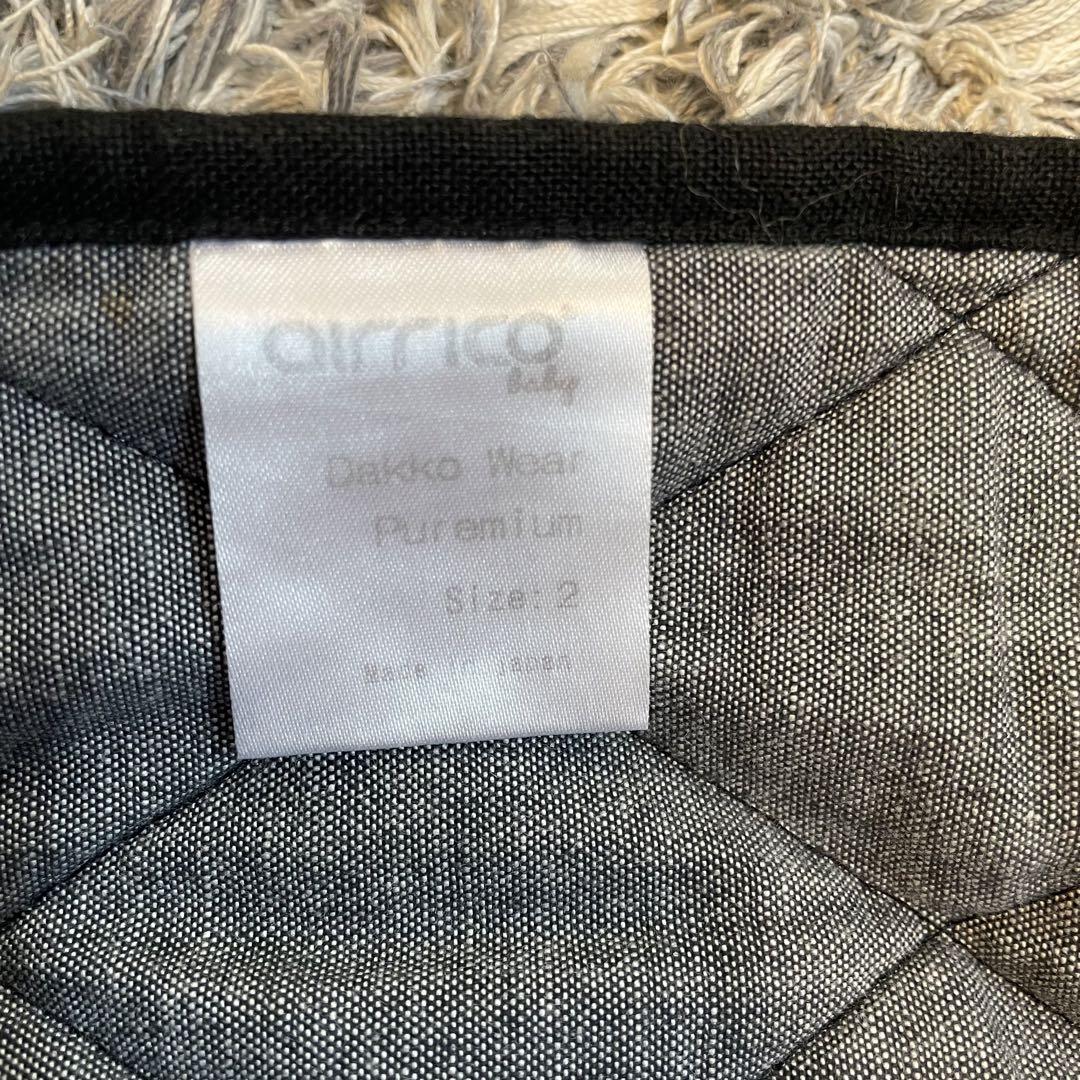 airrico
baby
Dakko Wear
Puremium
Size:2
Made in Japan